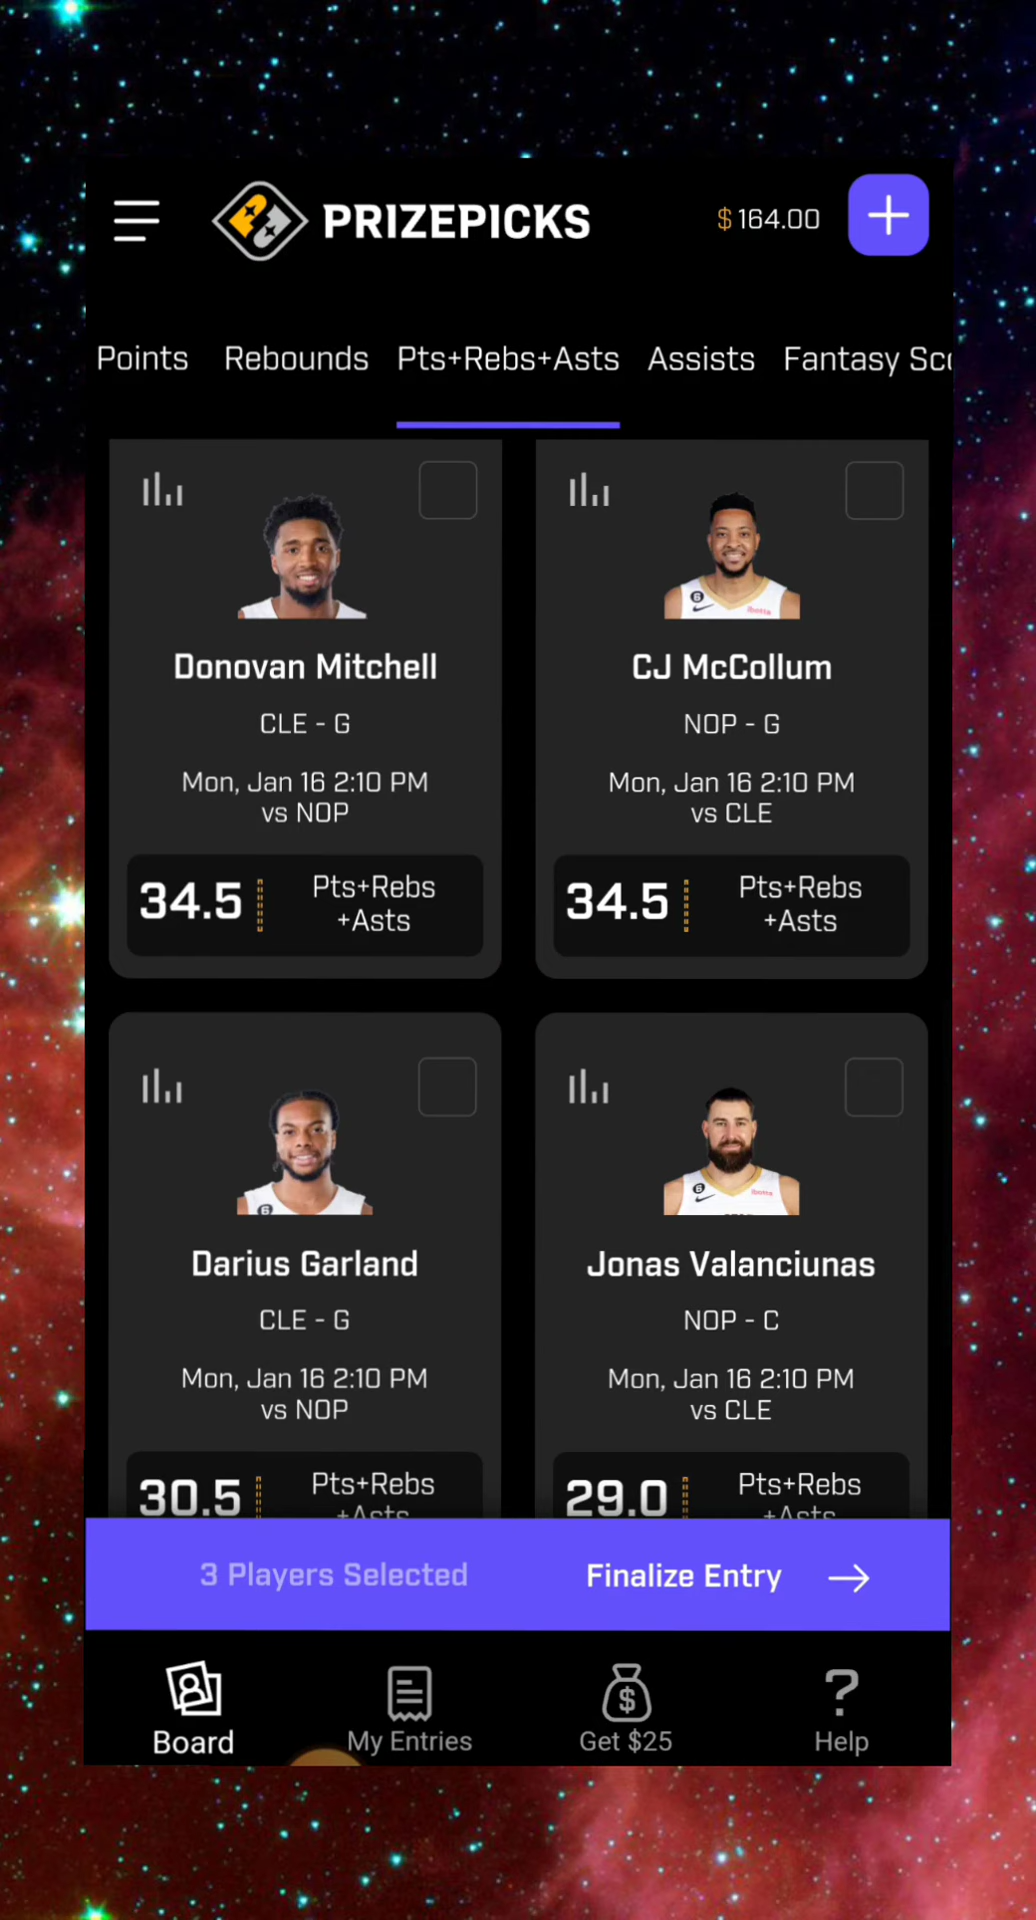 PRIZEPICKS
$ 164.00
Points Rebounds Pts+Rebs+Asts Assists Fantasy Sco
Donovan Mitchell
CLE - G
Mon, Jan 16 2:10 PM
vs NOP
34.5 Pts+Rebs
+Asts
CJ McCollum
NOP - G
Mon, Jan 16 2:10 PM
vs CLE
34.5 Pts+Rebs
+Asts
Darius Garland
CLE - G
Mon, Jan 16 2:10 PM
vs NOP
30.5 Pts+Rebs
+Asts
Jonas Valanciunas
NOP - C
Mon, Jan 16 2:10 PM
vs CLE
29.0 Pts+Rebs
+Asts
3 Players Selected Finalize Entry
Board My Entries Get $25 Help